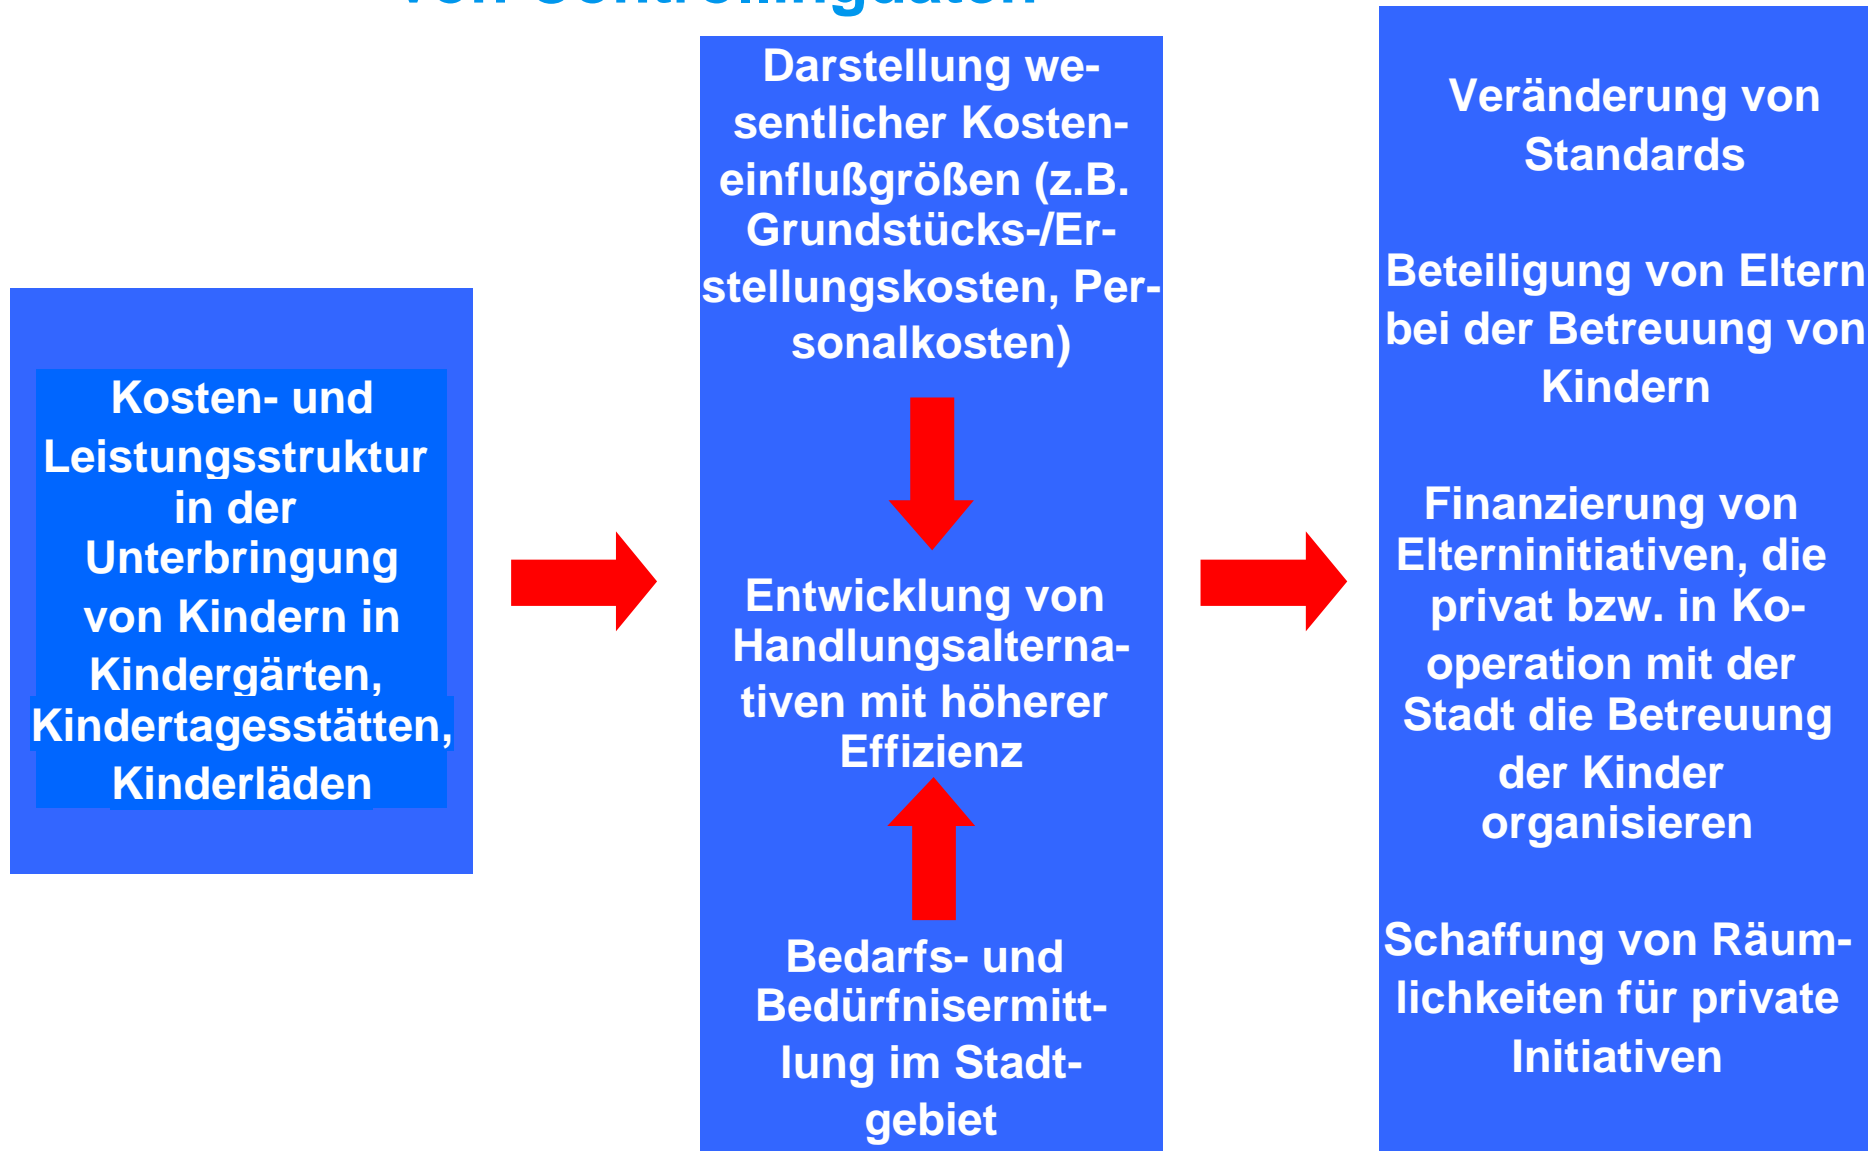 von Controllingdaten
Kosten- und
Leistungsstruktur
in der
Unterbringung
von Kindern in
Kindergärten,
Kindertagesstätten,
Kinderläden
Darstellung we-
sentlicher Kosten-
einflußgrößen (z.B.
Grundstücks-/Er-
stellungskosten, Per-
sonalkosten)
Entwicklung von
Handlungsalterna-
tiven mit höherer
Effizienz
Bedarfs- und
Bedürfnisermitt-
lung im Stadt-
gebiet
Veränderung von
Standards
Beteiligung von Eltern
bei der Betreuung von
Kindern
Finanzierung von
Elterninitiativen, die
privat bzw. in Ko-
operation mit der
Stadt die Betreuung
der Kinder
organisieren
Schaffung von Räum-
lichkeiten für private
Initiativen